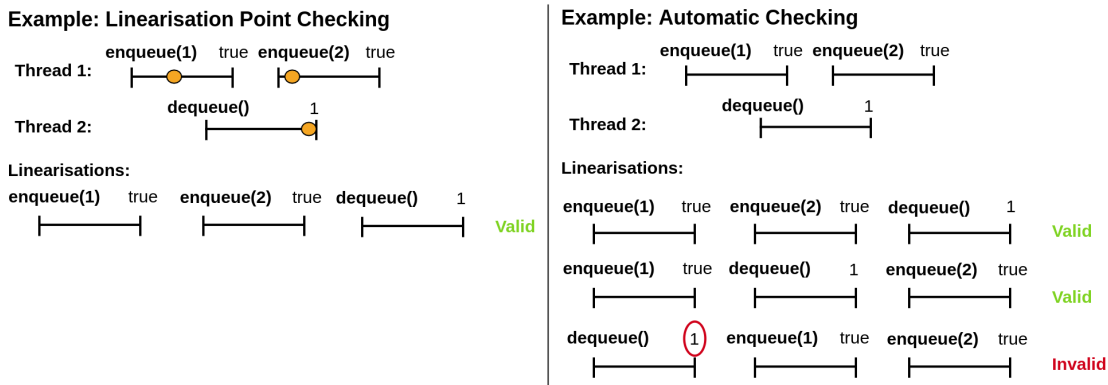 Example: Linearisation Point Checking
enqueue(1) true enqueue(2) true
Thread 1:
dequeue() 1
Thread 2:
Linearisations:
enqueue(1) true enqueue(2) true dequeue() 1
Valid
Example: Automatic Checking
enqueue(1) true enqueue(2) true
Thread 1:
dequeue() 1
Thread 2:
Linearisations:
enqueue(1) true enqueue(2) true dequeue() 1
Valid
enqueue(1) true dequeue() 1 enqueue(2) true
Valid
dequeue() 1 enqueue(1) true enqueue(2) true
Invalid